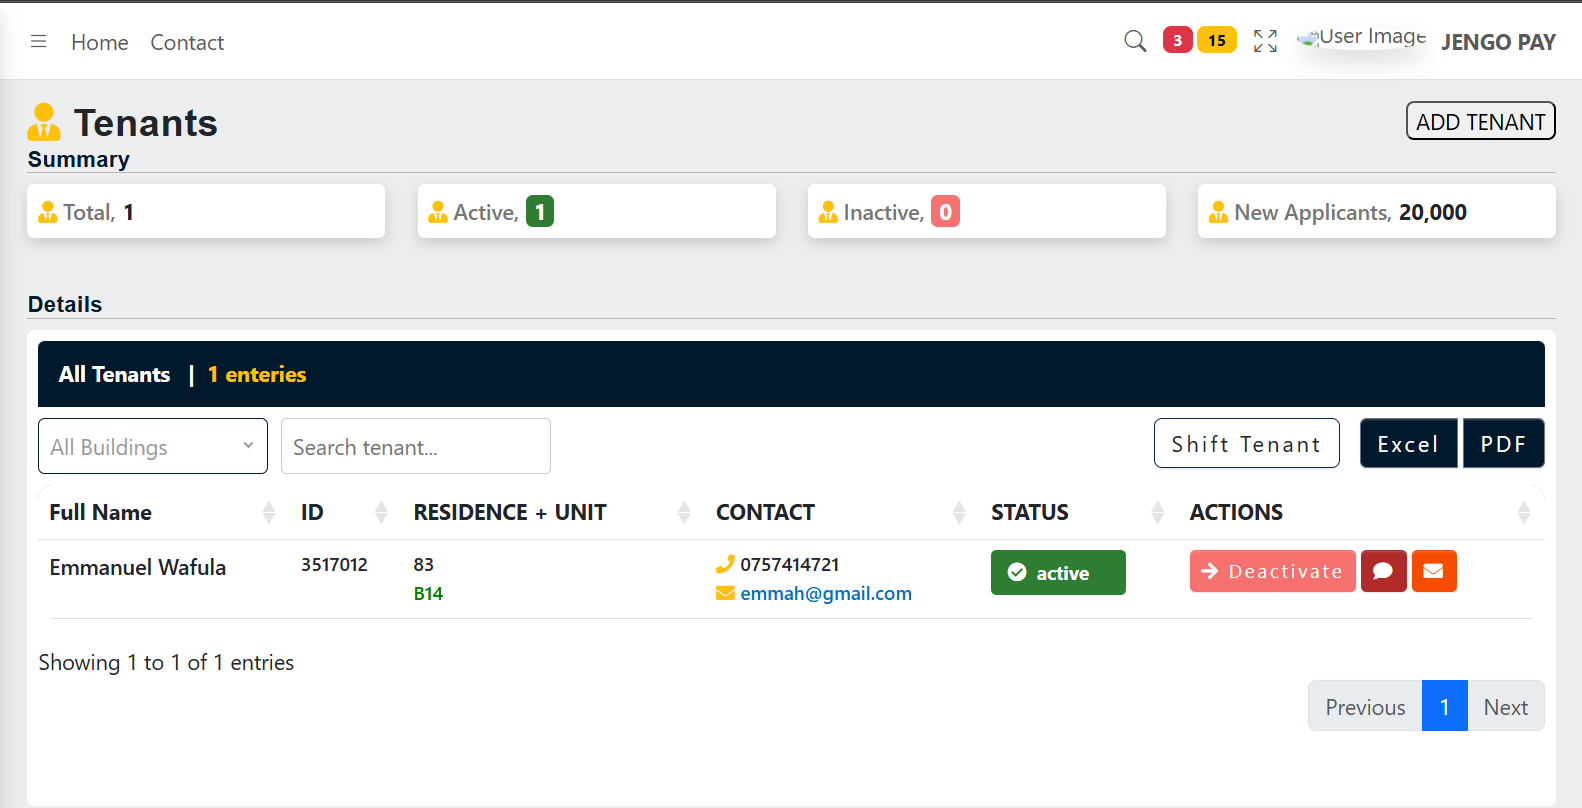 Home Contact 3 15 User Image JENGO PAY
Tenants ADD TENANT
Summary
Total, 1 Active, 1 Inactive, 0 New Applicants, 20,000
Details
All Tenants | 1 enteries
All Buildings Search tenant... Shift Tenant Excel PDF
Full Name ID RESIDENCE + UNIT CONTACT STATUS ACTIONS
Emmanuel Wafula 3517012 83 0757414721 active Deactivate
B14 emmah@gmail.com
Showing 1 to 1 of 1 entries
Previous 1 Next